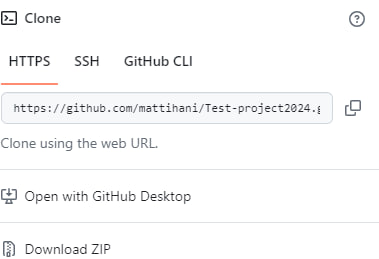 Clone
HTTPS SSH GitHub CLI
https://github.com/mattihani/Test-project2024.g
Clone using the web URL.
Open with GitHub Desktop
Download ZIP